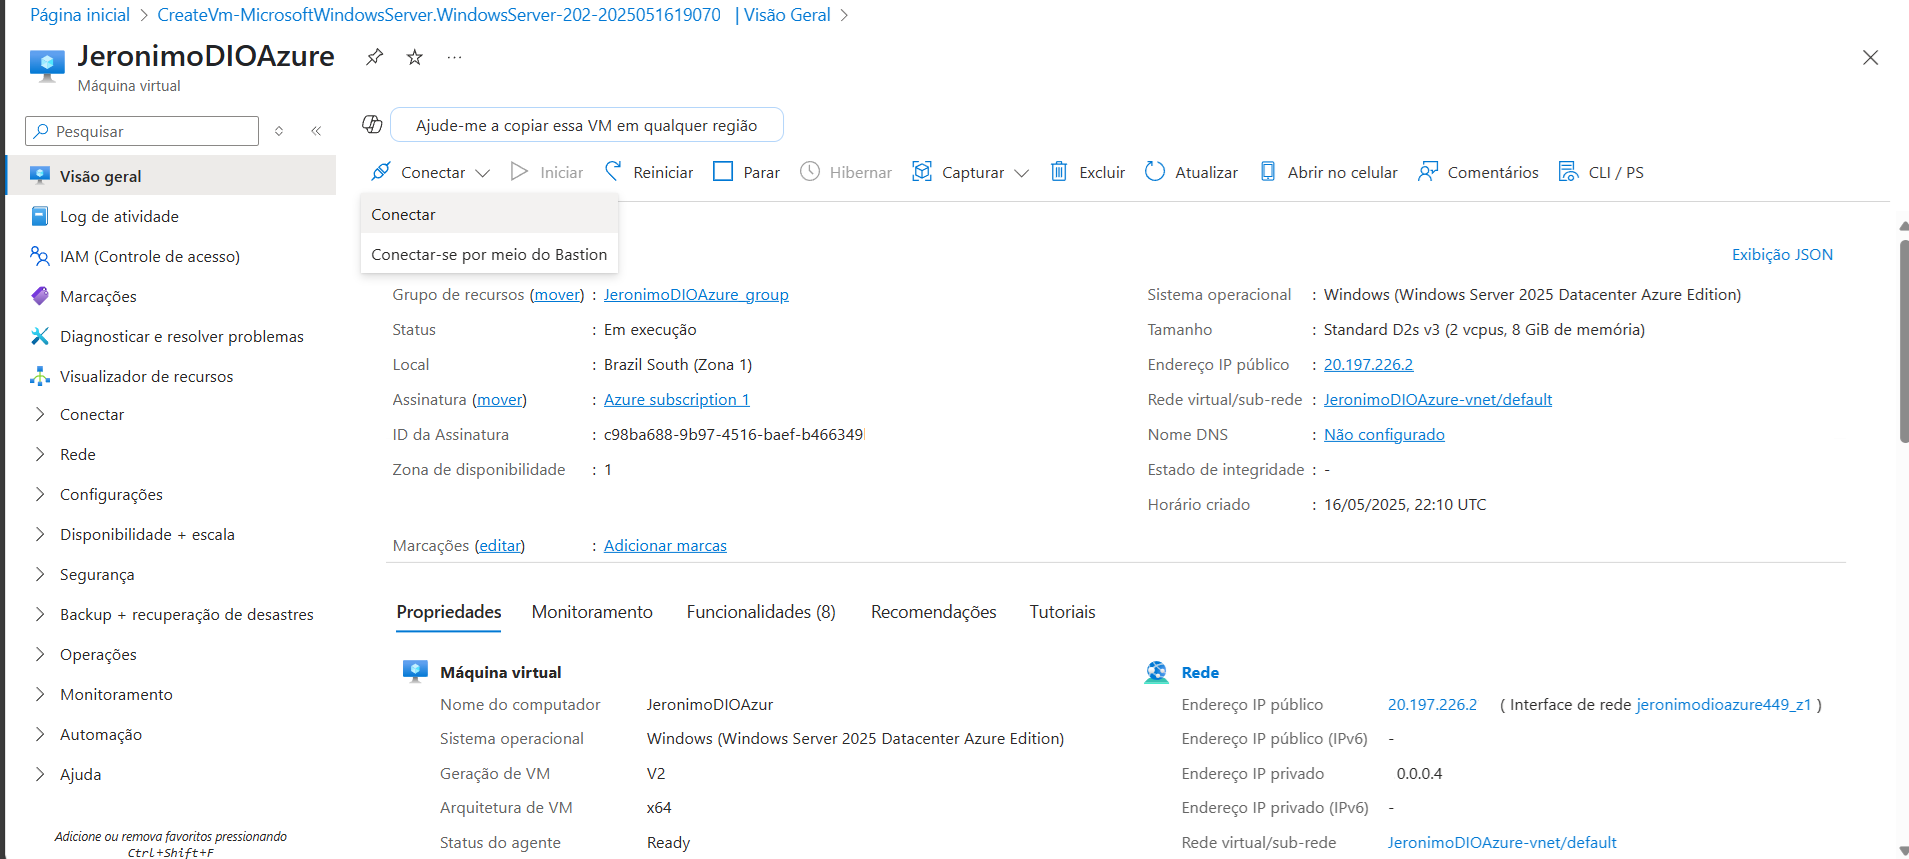 Página inicial > CreateVm-MicrosoftWindowsServer.WindowsServer-202-2025051619070 | Visão Geral >
JeronimoDIOAzure
Máquina virtual
Pesquisar
Visão geral
Log de atividade
IAM (Controle de acesso)
Marcações
Diagnosticar e resolver problemas
Visualizador de recursos
Conectar
Rede
Configurações
Disponibilidade + escala
Segurança
Backup + recuperação de desastres
Operações
Monitoramento
Automação
Ajuda
Adicione ou remova favoritos pressionando
Ctrl+Shift+F
Ajude-me a copiar essa VM em qualquer região
Conectar Iniciar Reiniciar Parar Hibernar Capturar Excluir Atualizar Abrir no celular Comentários CLI / PS
Conectar
Conectar-se por meio do Bastion
Exibição JSON
Grupo de recursos (mover) : JeronimoDIOAzure_group
Status : Em execução
Local : Brazil South (Zona 1)
Assinatura (mover) : Azure subscription 1
ID da Assinatura : c98ba688-9b97-4516-baef-b466349
Zona de disponibilidade : 1
Sistema operacional : Windows (Windows Server 2025 Datacenter Azure Edition)
Tamanho : Standard D2s v3 (2 vcpus, 8 GiB de memória)
Endereço IP público : 20.197.226.2
Rede virtual/sub-rede : JeronimoDIOAzure-vnet/default
Nome DNS : Não configurado
Estado de integridade : -
Horário criado : 16/05/2025, 22:10 UTC
Marcações (editar) : Adicionar marcas
Propriedades Monitoramento Funcionalidades (8) Recomendações Tutoriais
Máquina virtual
Nome do computador JeronimoDIOAzur
Sistema operacional Windows (Windows Server 2025 Datacenter Azure Edition)
Geração de VM V2
Arquitetura de VM x64
Status do agente Ready
Rede
Endereço IP público 20.197.226.2 ( Interface de rede jeronimodioazure449_z1 )
Endereço IP público (IPv6) -
Endereço IP privado 0.0.0.4
Endereço IP privado (IPv6) -
Rede virtual/sub-rede JeronimoDIOAzure-vnet/default